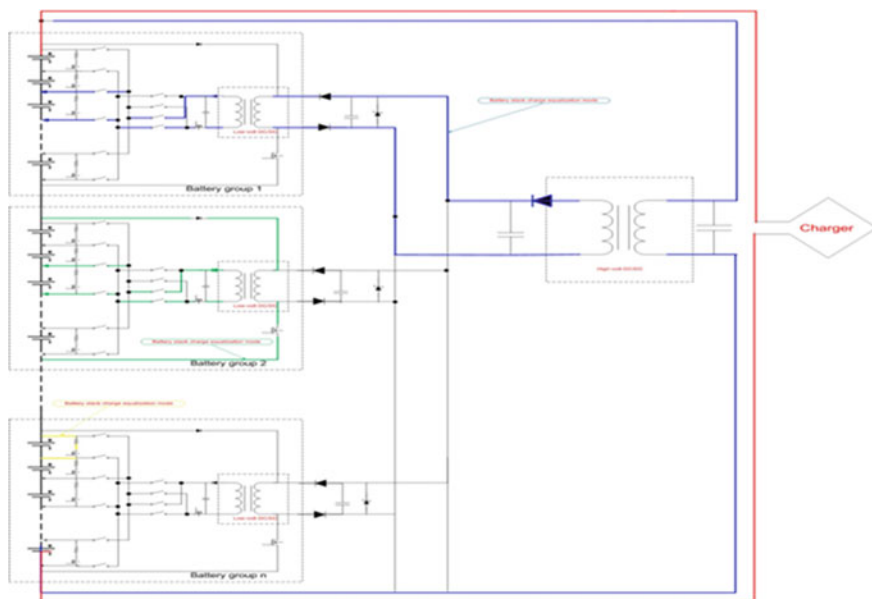 Battery stack charge equalization mode
Low volt DC/DC
Battery group 1
Charger
High volt DC/DC
Low volt DC/DC
Battery stack charge equalization mode
Battery group 2
Battery stack charge equalization mode
Low volt DC/DC
Battery group n